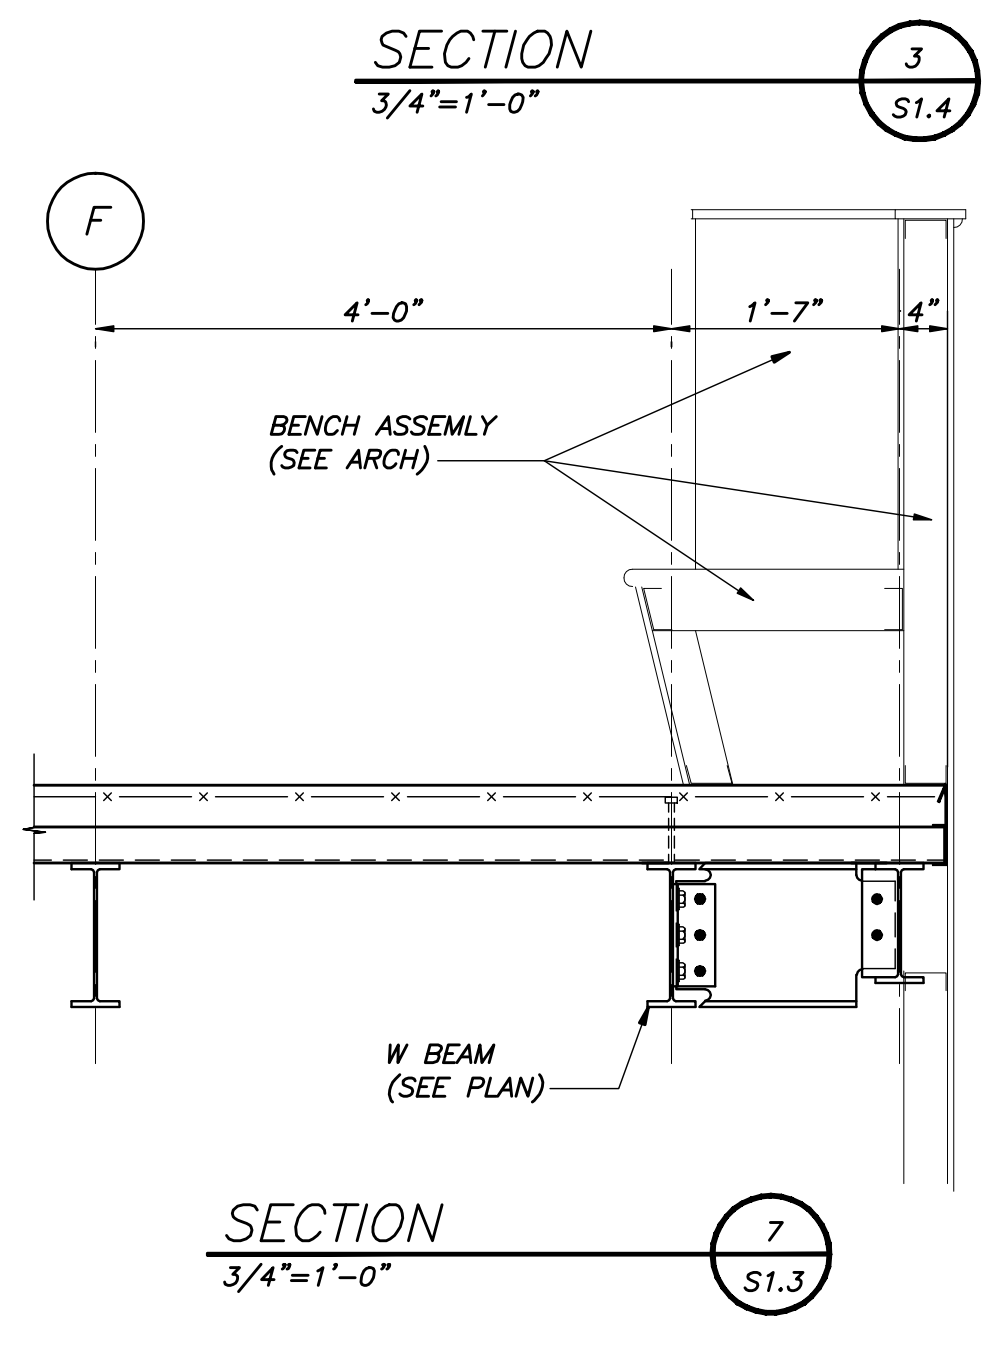 SECTION
3/4"=1'-0"
3
S1.4
F
4'-0"
1'-7"
4"
BENCH ASSEMLY
(SEE ARCH)
W BEAM
(SEE PLAN)
SECTION
3/4"=1'-0"
7
S1.3